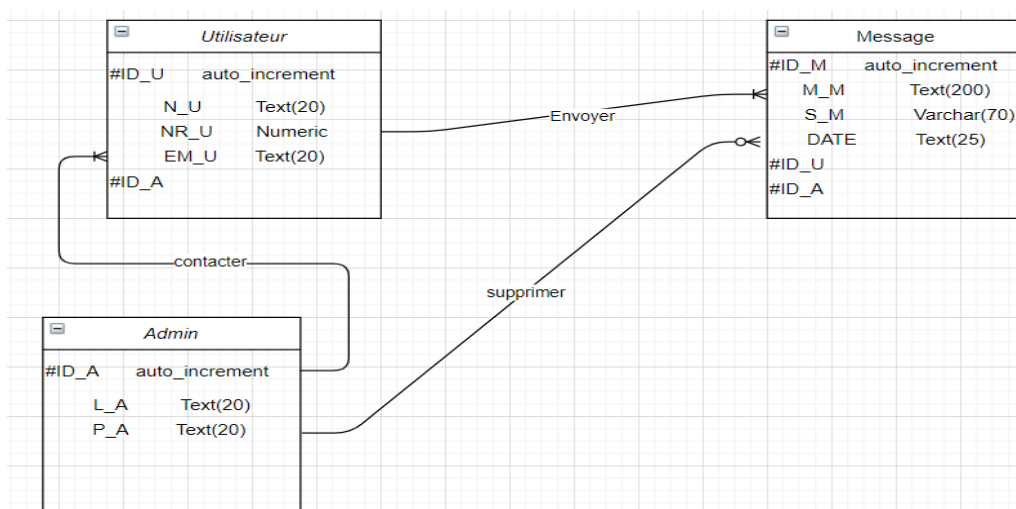 Utilisateur
#ID_U auto_increment
N_U Text(20)
NR_U Numeric
EM_U Text(20)
#ID_A
Message
#ID_M auto_increment
M_M Text(200)
S_M Varchar(70)
DATE Text(25)
#ID_U
#ID_A
Envoyer
contacter
supprimer
Admin
#ID_A auto_increment
L_A Text(20)
P_A Text(20)